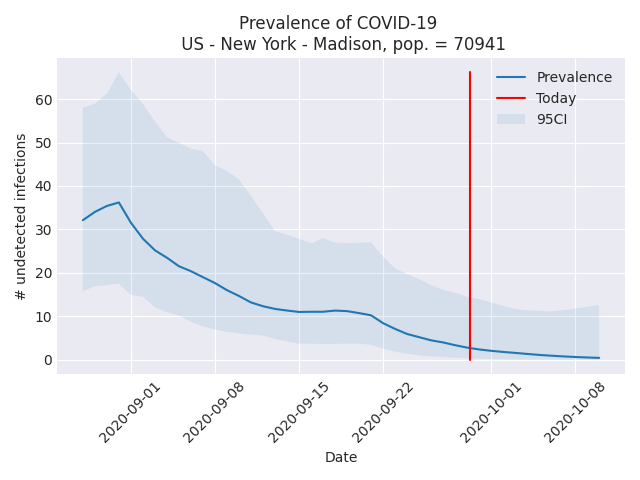 Prevalence of COVID-19
US - New York - Madison, pop. = 70941
Prevalence
Today
95CI
# undetected infections
60
50
40
30
20
10
0
2020-09-01
2020-09-08
2020-09-15
2020-09-22
2020-10-01
2020-10-08
Date